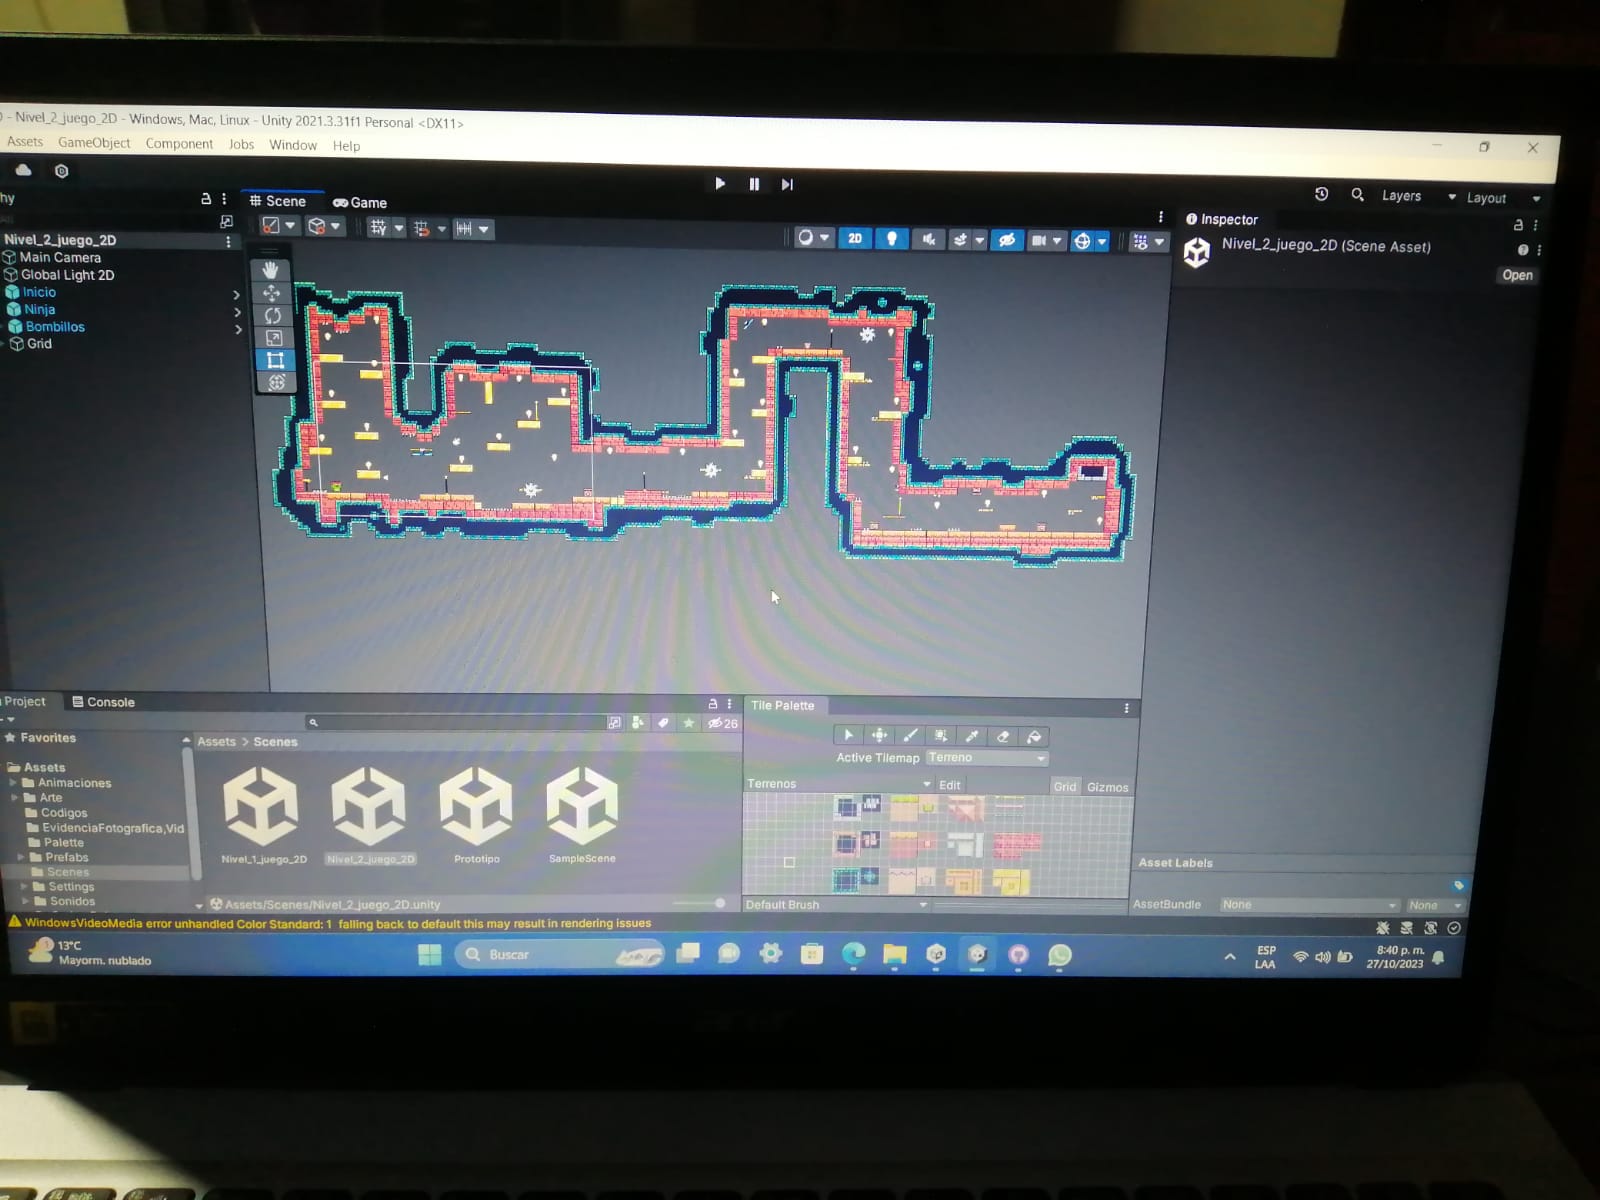 - Nivel_2_juego_2D - Windows, Mac, Linux - Unity 2021.3.31f1 Personal <DX11>
Assets GameObject Component Jobs Window Help
Layers Layout
hy
Scene Game
Inspector
2D
Nivel_2_juego_2D (Scene Asset)
Open
Nivel_2_juego_2D
Main Camera
Global Light 2D
Inicio
Ninja
Bombillos
Grid
Project Console
26
Favorites
Assets > Scenes
Assets
Animaciones
Arte
Codigos
EvidenciaFotografica,Vid
Palette
Prefabs
Scenes
Settings
Sonidos
Nivel_1_juego_2D Nivel_2_juego_2D Prototipo SampleScene
Assets/Scenes/Nivel_2_juego_2D.unity
Tile Palette
Active Tilemap Terreno
Terrenos Edit Grid Gizmos
Default Brush
Asset Labels
AssetBundle None None
WindowsVideoMedia error unhandled Color Standard: 1 falling back to default this may result in rendering issues
1
13°C
Mayorm. nublado
Buscar
ESP
LAA
8:40 p. m.
27/10/2023
acer